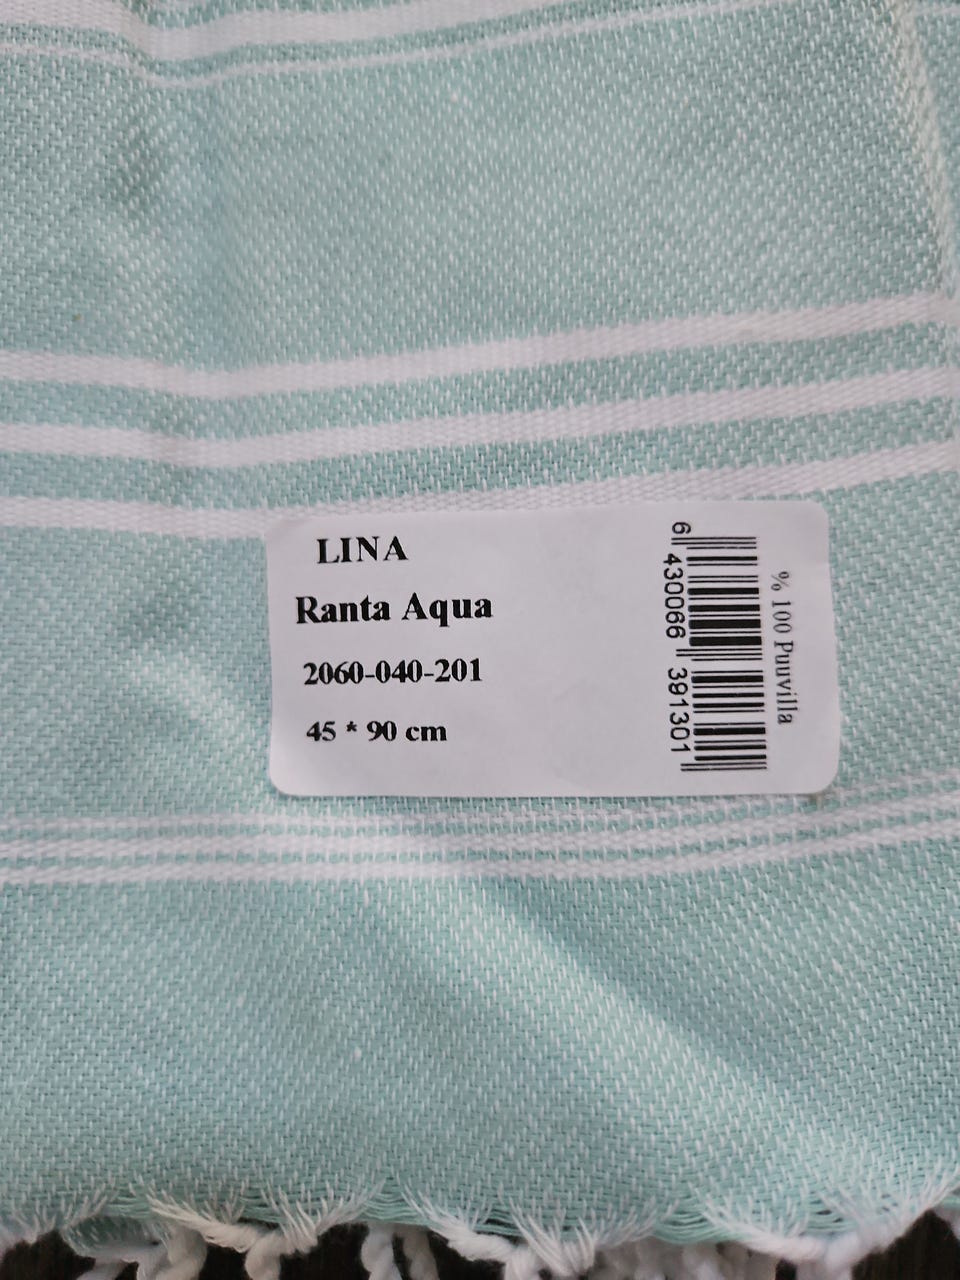 LINA
Ranta Aqua
2060-040-201
45 * 90 cm
6 430066 391301
% 100 Puuvilla